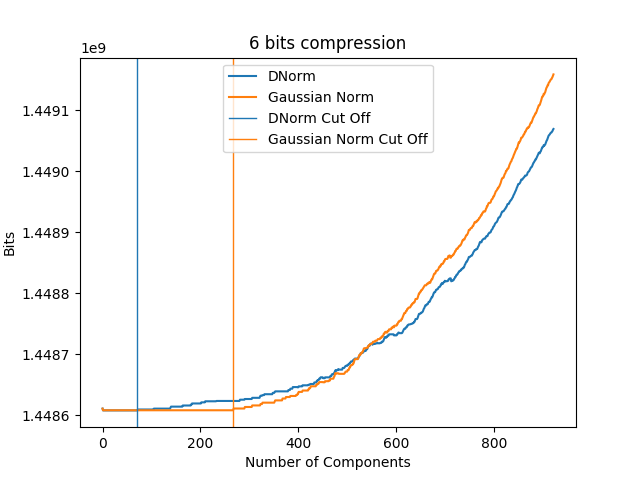 6 bits compression
1e9
DNorm
Gaussian Norm
DNorm Cut Off
Gaussian Norm Cut Off
1.4491
1.4490
1.4489
1.4488
1.4487
1.4486
Bits
0 200 400 600 800
Number of Components